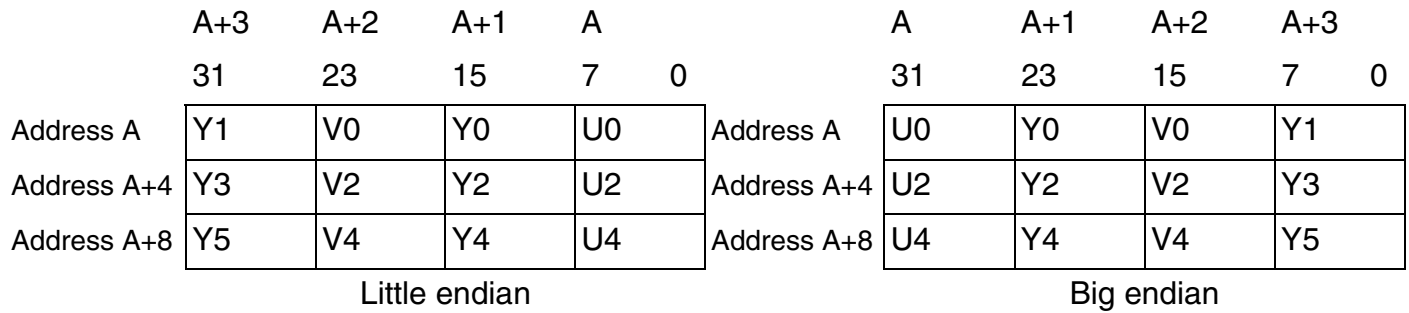 A+3 A+2 A+1 A A A+1 A+2 A+3
31 23 15 7 0 31 23 15 7 0
Address A Y1 V0 Y0 U0 Address A U0 Y0 V0 Y1
Address A+4 Y3 V2 Y2 U2 Address A+4 U2 Y2 V2 Y3
Address A+8 Y5 V4 Y4 U4 Address A+8 U4 Y4 V4 Y5
Little endian Big endian